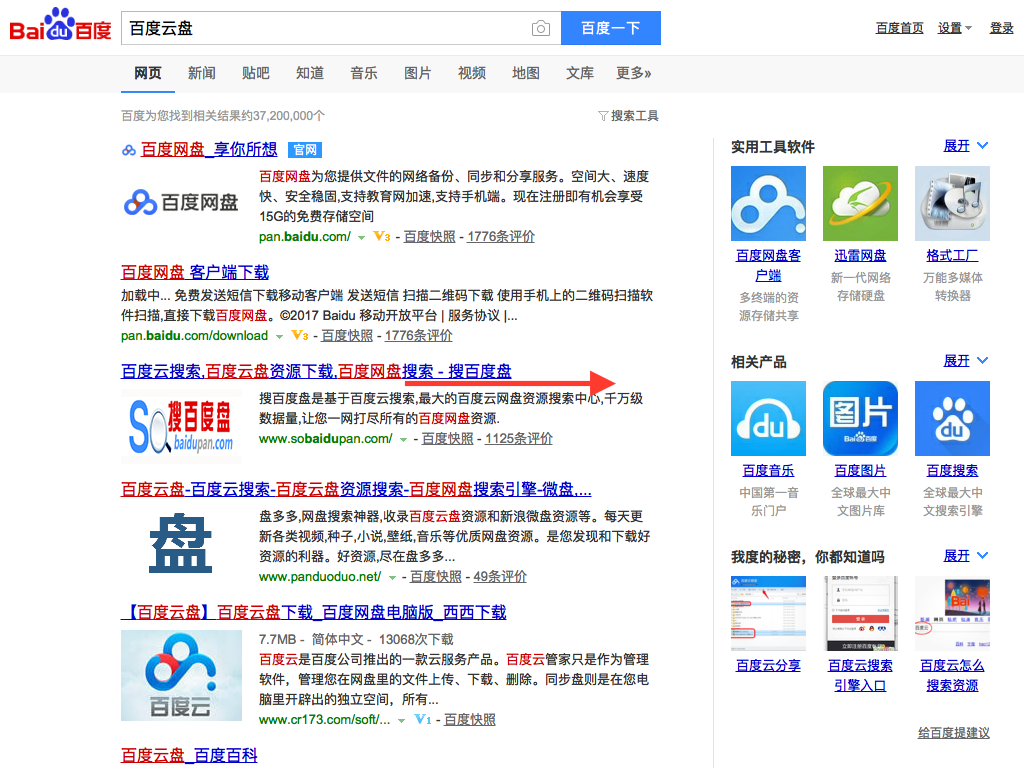 Bai du 百度
百度云盘
百度一下
百度首页 设置 登录
网页 新闻 贴吧 知道 音乐 图片 视频 地图 文库 更多»
百度为您找到相关结果约37,200,000个
搜索工具
百度网盘_享你所想 官网
百度网盘
百度网盘为您提供文件的网络备份、同步和分享服务。空间大、速度
快、安全稳固,支持教育网加速,支持手机端。现在注册即有机会享受
15G的免费存储空间
pan.baidu.com/ V3 - 百度快照 - 1776条评价
百度网盘 客户端下载
加载中... 免费发送短信下载移动客户端 发送短信 扫描二维码下载 使用手机上的二维码扫描软
件扫描,直接下载百度网盘。©2017 Baidu 移动开放平台 | 服务协议 |...
pan.baidu.com/download V3 - 百度快照 - 1776条评价
百度云搜索,百度云盘资源下载,百度网盘搜索 - 搜百度盘
So搜百度盘
baidupan.com/
搜百度盘是基于百度云搜索,最大的百度云网盘资源搜索中心,千万级
数据量,让您一网打尽所有的百度网盘资源.
www.sobaidupan.com/ - 百度快照 - 1125条评价
百度云盘-百度云搜索-百度云盘资源搜索-百度网盘搜索引擎-微盘,...
盘
盘多多,网盘搜索神器,收录百度云盘资源和新浪微盘资源等。每天更
新各类视频,种子,小说,壁纸,音乐等优质网盘资源。是您发现和下载好
资源的利器。好资源,尽在盘多多...
www.panduoduo.net/ - 百度快照 - 49条评价
【百度云盘】百度云盘下载_百度网盘电脑版_西西下载
百度云
7.7MB - 简体中文 - 13068次下载
百度云是百度公司推出的一款云服务产品。百度云管家只是作为管理
软件，管理您在网盘里的文件上传、下载、删除。同步盘则是在您电
脑里开辟出的独立空间，所有...
www.cr173.com/soft/... V1 - 百度快照
百度云盘_百度百科
实用工具软件 展开
百度网盘客 迅雷网盘 格式工厂
户端 新一代网络 万能多媒体
多终端的资 存储硬盘 转换器
源存储共享
相关产品 展开
du 图片 Bai du 百度 du
百度音乐 百度图片 百度搜索
中国第一音 全球最大中 全球最大中
乐门户 文图片库 文搜索引擎
我度的秘密，你都知道吗 展开
百度云分享 百度云搜索 百度云怎么
引擎入口 搜索资源
给百度提建议